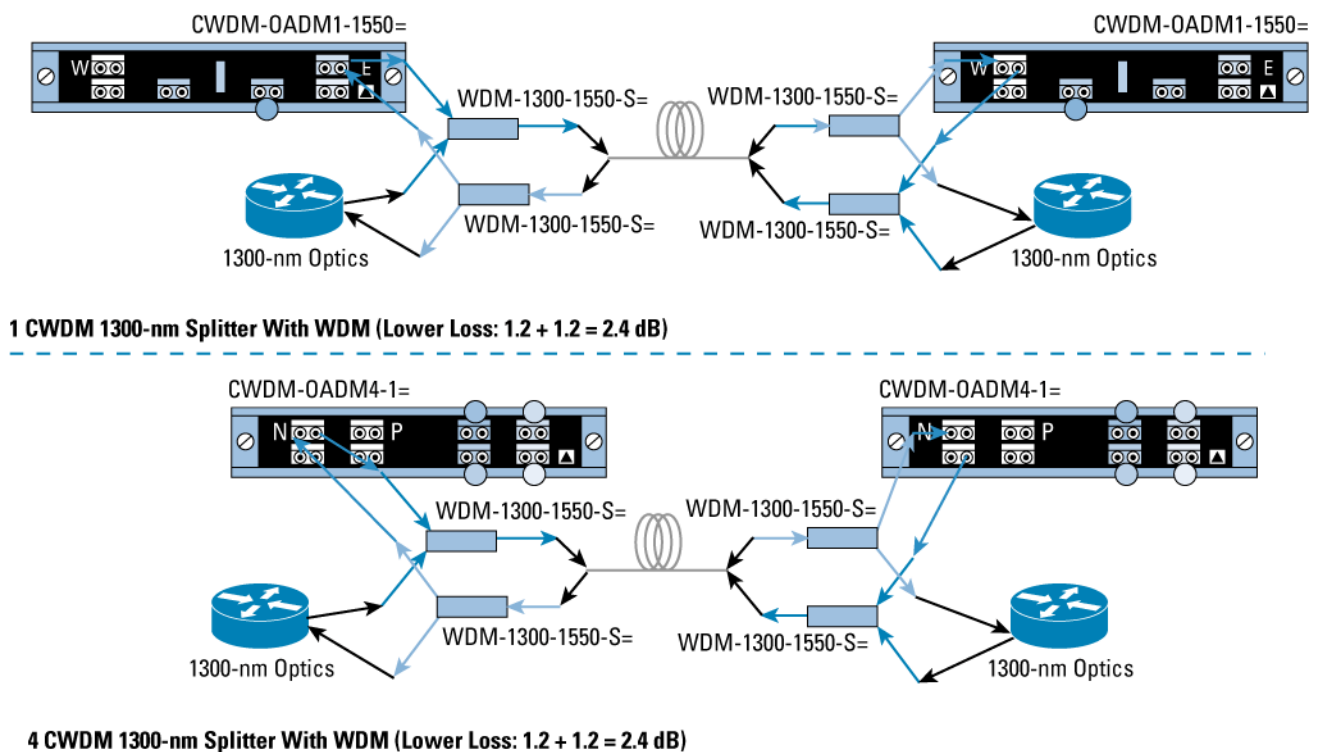 CWDM-OADM1-1550=
CWDM-OADM1-1550=
W
E
W
E
WDM-1300-1550-S=
WDM-1300-1550-S=
WDM-1300-1550-S=
WDM-1300-1550-S=
1300-nm Optics
1300-nm Optics
1 CWDM 1300-nm Splitter With WDM (Lower Loss: 1.2 + 1.2 = 2.4 dB)
CWDM-OADM4-1=
CWDM-OADM4-1=
N
P
N
P
WDM-1300-1550-S=
WDM-1300-1550-S=
WDM-1300-1550-S=
WDM-1300-1550-S=
1300-nm Optics
1300-nm Optics
4 CWDM 1300-nm Splitter With WDM (Lower Loss: 1.2 + 1.2 = 2.4 dB)